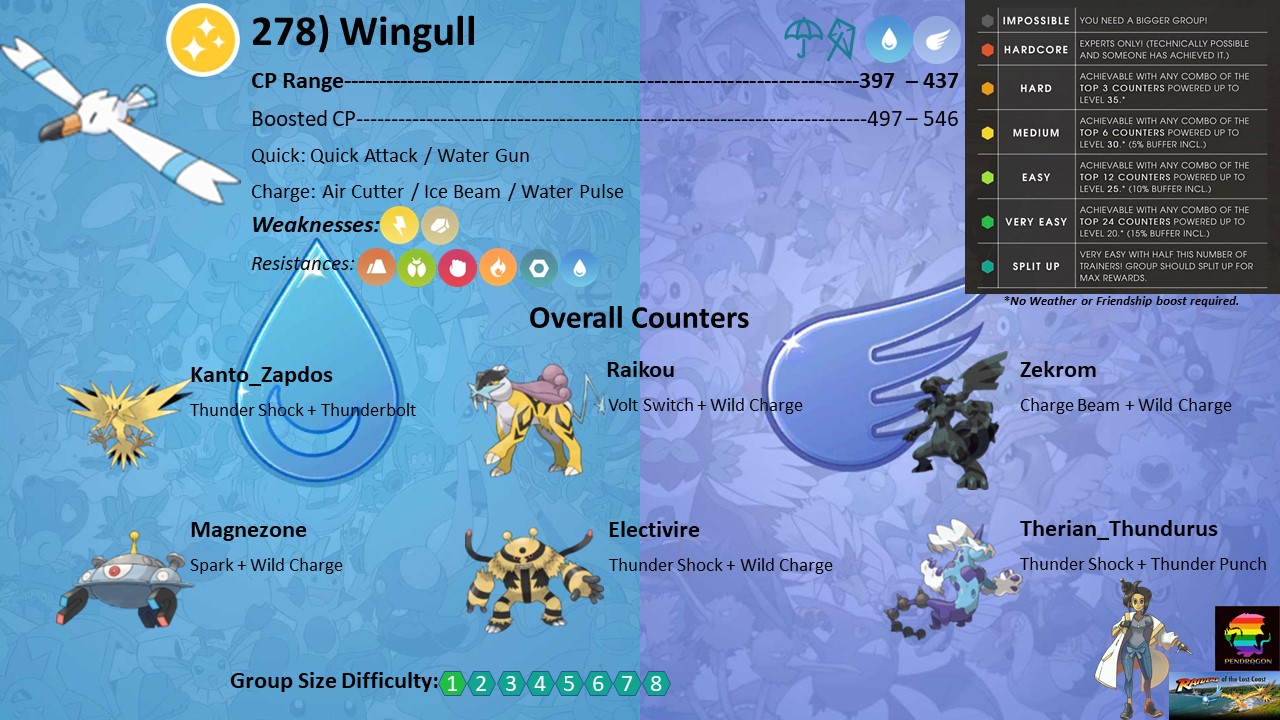 278) Wingull
CP Range-----------------------------------------------------------------------397 – 437
Boosted CP-----------------------------------------------------------------------497 – 546
Quick: Quick Attack / Water Gun
Charge: Air Cutter / Ice Beam / Water Pulse
Weaknesses:
Resistances:
IMPOSSIBLE
YOU NEED A BIGGER GROUP!
HARDCORE
EXPERTS ONLY! (TECHNICALLY POSSIBLE
AND SOMEONE HAS ACHIEVED IT.)
HARD
ACHIEVABLE WITH ANY COMBO OF THE
TOP 3 COUNTERS POWERED UP TO
LEVEL 35.*
MEDIUM
ACHIEVABLE WITH ANY COMBO OF THE
TOP 6 COUNTERS POWERED UP TO
LEVEL 30.* (5% BUFFER INCL.)
EASY
ACHIEVABLE WITH ANY COMBO OF THE
TOP 12 COUNTERS POWERED UP TO
LEVEL 25.* (10% BUFFER INCL.)
VERY EASY
ACHIEVABLE WITH ANY COMBO OF THE
TOP 24 COUNTERS POWERED UP TO
LEVEL 20.* (15% BUFFER INCL.)
SPLIT UP
VERY EASY WITH HALF THIS NUMBER OF
TRAINERS! GROUP SHOULD SPLIT UP FOR
MAX REWARDS.
*No Weather or Friendship boost required.
Overall Counters
Kanto_Zapdos
Thunder Shock + Thunderbolt
Raikou
Volt Switch + Wild Charge
Zekrom
Charge Beam + Wild Charge
Magnezone
Spark + Wild Charge
Electivire
Thunder Shock + Wild Charge
Therian_Thundurus
Thunder Shock + Thunder Punch
Group Size Difficulty: 1 2 3 4 5 6 7 8
PENDRAGON
RAIDERS of the Lost Coast